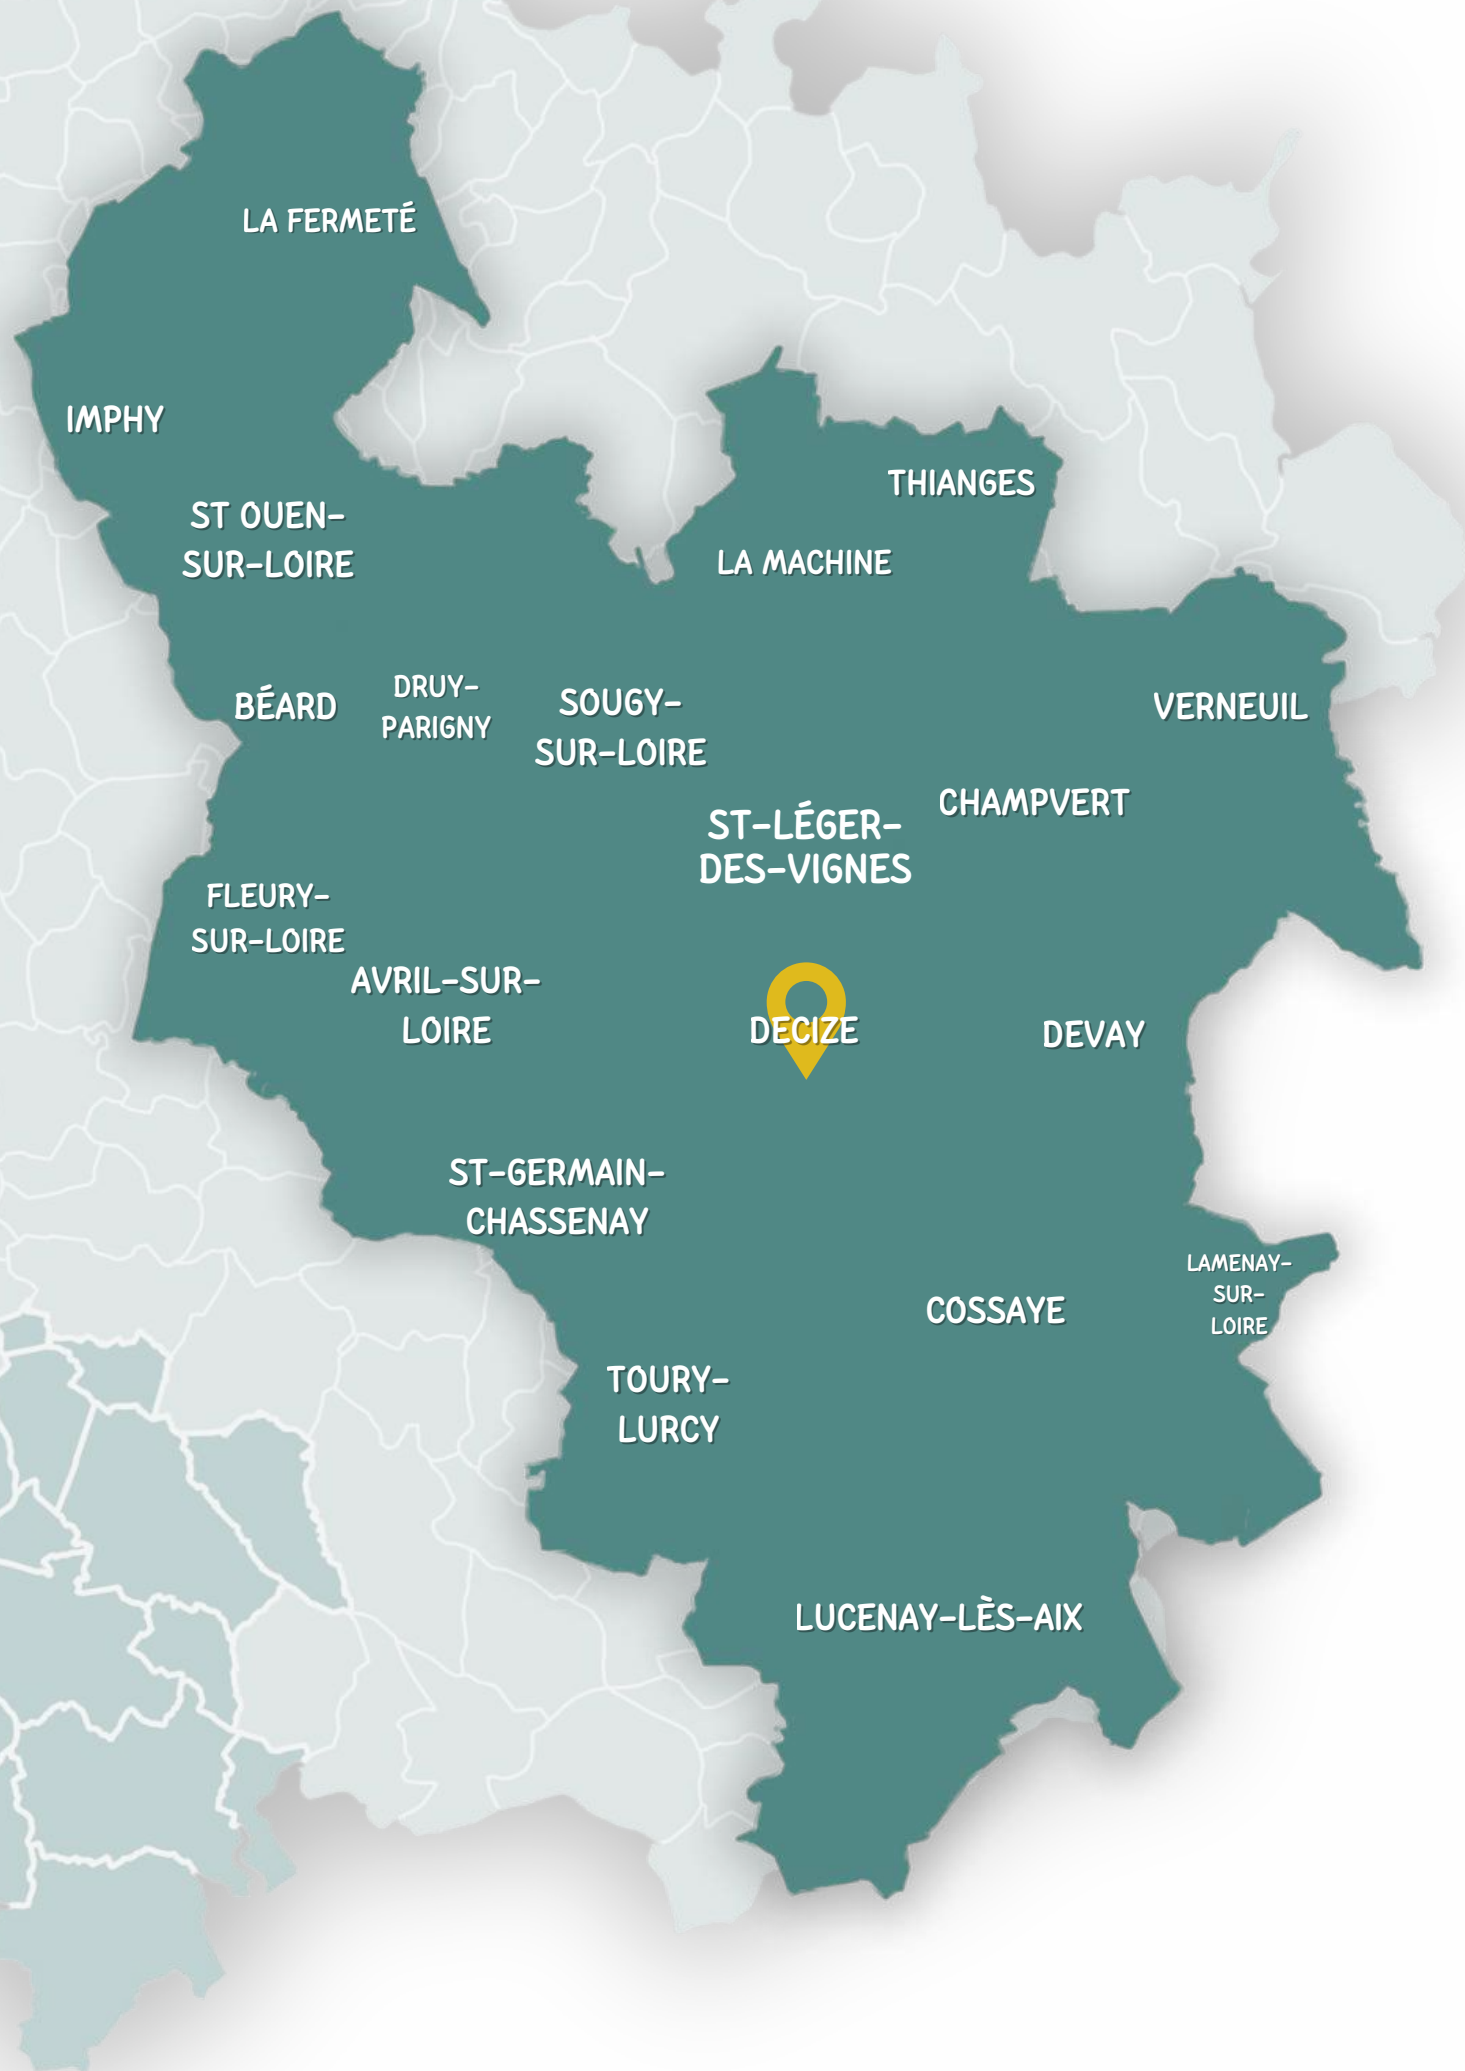 LA FERMETÉ
IMPHY
ST OUEN-
SUR-LOIRE
THIANGES
LA MACHINE
BÉARD
DRUY-
PARIGNY
SOUGY-
SUR-LOIRE
VERNEUIL
CHAMPVERT
ST-LÉGER-
DES-VIGNES
FLEURY-
SUR-LOIRE
AVRIL-SUR-
LOIRE
DECIZE
DEVAY
ST-GERMAIN-
CHASSENAY
LAMENAY-
SUR-
LOIRE
COSSAYE
TOURY-
LURCY
LUCENAY-LÈS-AIX